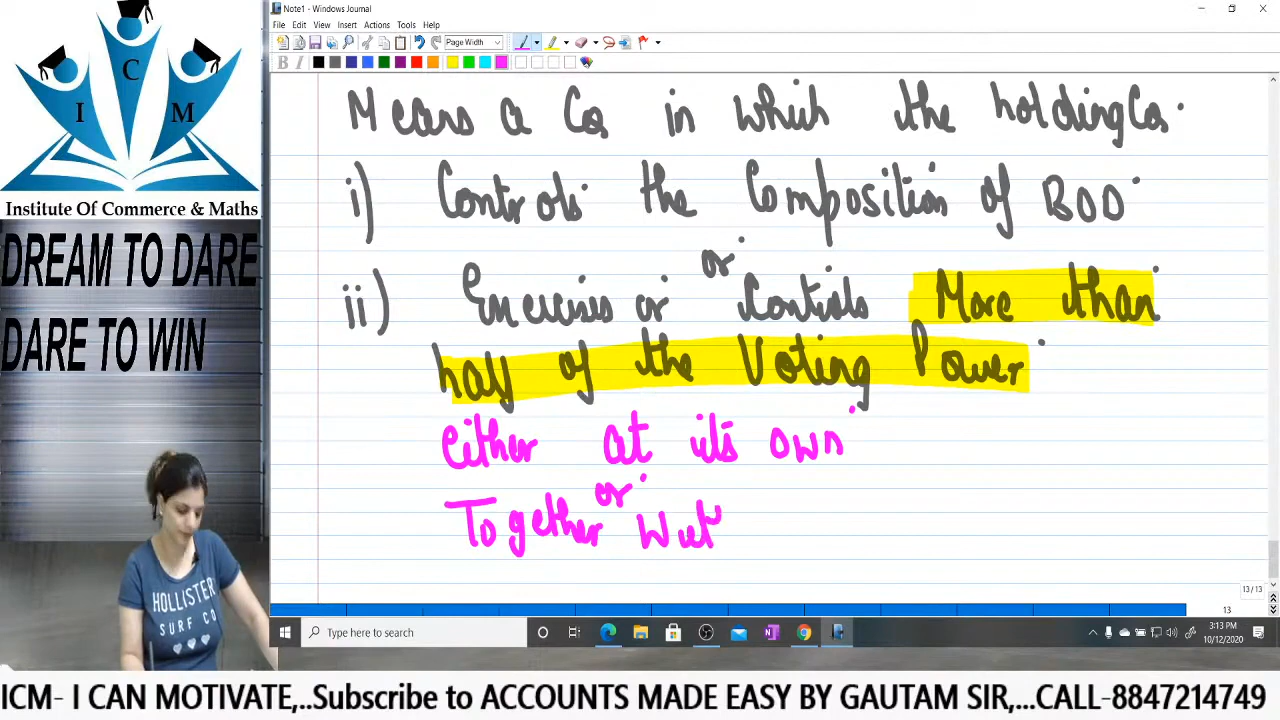 Note1 - Windows Journal
File Edit View Insert Actions Tools Help
Page Width
B I
I C M
Institute Of Commerce & Maths
DREAM TO DARE
DARE TO WIN
HOLLISTER
SURF CO
Means a Co. in which the holding Co.
i) Controls the Composition of BOD
or
ii) Exercises or Controls More than
half of the Voting Power
either at its own
or
Together wit
13 / 13
13
Type here to search
3:13 PM
10/12/2020
ICM- I CAN MOTIVATE,..Subscribe to ACCOUNTS MADE EASY BY GAUTAM SIR,...CALL-8847214749